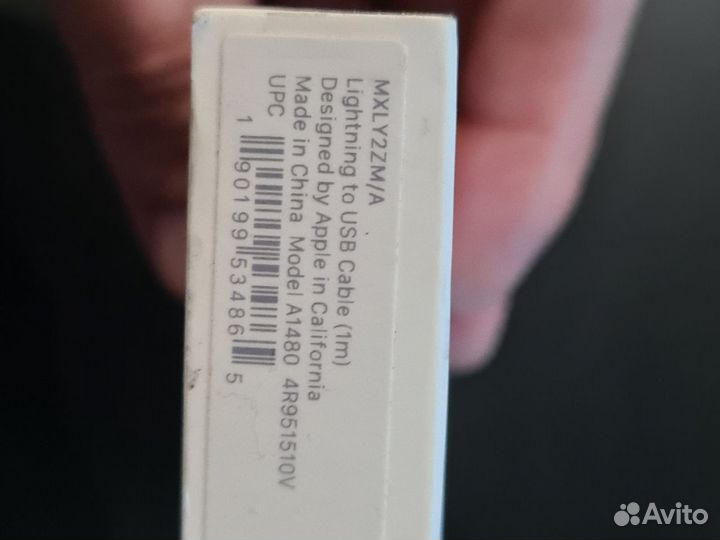 MXLY2ZM/A
Lightning to USB Cable (1m)
Designed by Apple in California
Made in China Model A1480 4R951510V
UPC
1 90199 53486 5
Avito